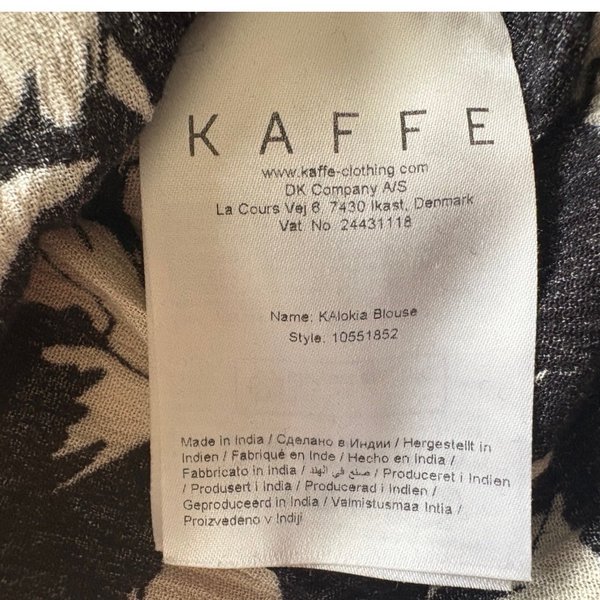 KAFFE
www.kaffe-clothing.com
DK Company A/S
La Cours Vej 6, 7430 Ikast, Denmark
Vat. No. 24431118
Name: KAlokia Blouse
Style: 10551852
Made in India / Сделано в Индии / Hergestellt in
Indien / Fabriqué en Inde / Hecho en India /
Fabbricato in India / صنع في الهند / Produceret i Indien
/ Produsert i India / Producerad i Indien /
Geproduceerd in India / Valmistusmaa Intia /
Proizvedeno v Indiji